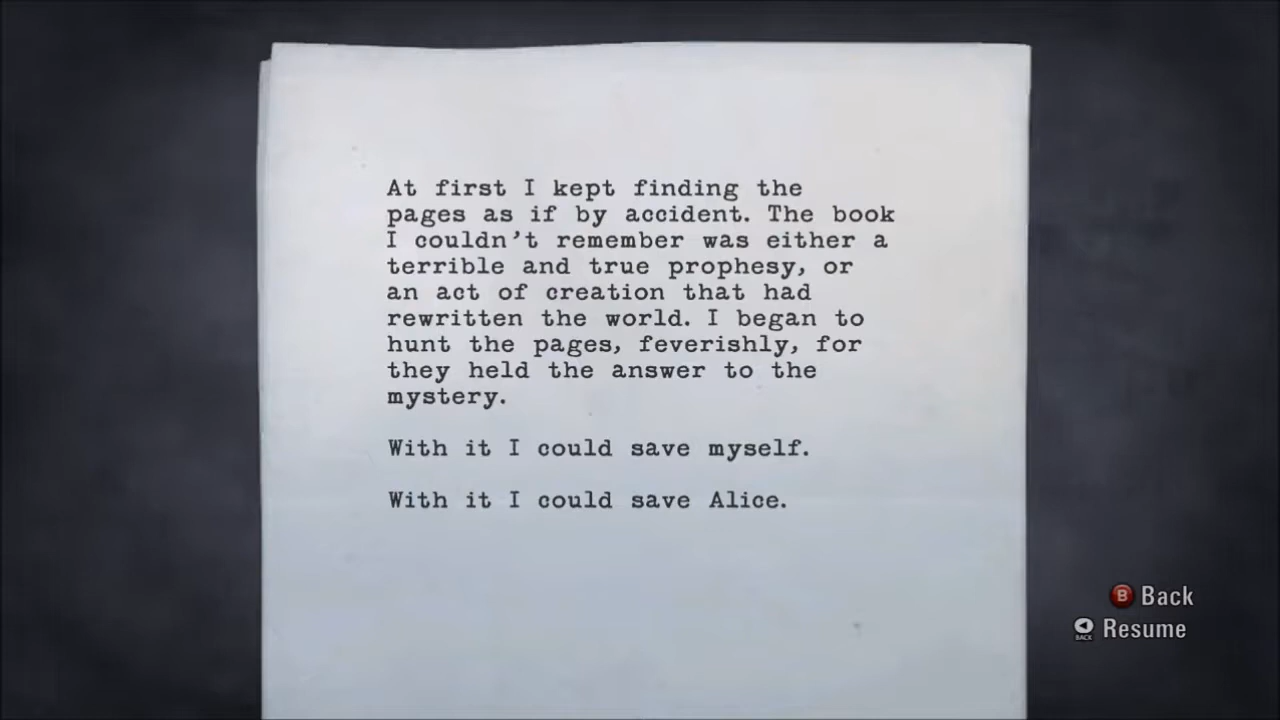 At first I kept finding the
pages as if by accident. The book
I couldn't remember was either a
terrible and true prophesy, or
an act of creation that had
rewritten the world. I began to
hunt the pages, feverishly, for
they held the answer to the
mystery.
With it I could save myself.
With it I could save Alice.
B Back
BACK Resume